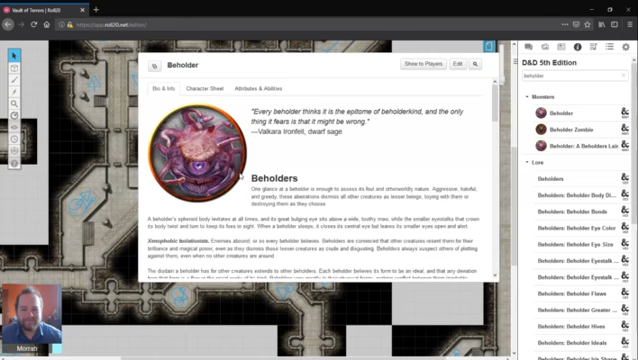 Vault of Terrors | Roll20
https://app.roll20.net/editor/
Beholder
Show to Players
Edit
Bio & Info
Character Sheet
Attributes & Abilities
"Every beholder thinks it is the epitome of beholderkind, and the only
thing it fears is that it might be wrong."
—Valkara Ironfell, dwarf sage
Beholders
One glance at a beholder is enough to assess its foul and otherworldly nature. Aggressive, hateful,
and greedy, these aberrations dismiss all other creatures as lesser beings, toying with them or
destroying them as they choose.
A beholder's spheroid body levitates at all times, and its great bulging eye sits above a wide, toothy maw, while the smaller eyestalks that crown
its body twist and turn to keep its foes in sight. When a beholder sleeps, it closes its central eye but leaves its smaller eyes open and alert.
Xenophobic Isolationists. Enemies abound, or so every beholder believes. Beholders are convinced that other creatures resent them for their
brilliance and magical power, even as they dismiss those lesser creatures as crude and disgusting. Beholders always suspect others of plotting
against them, even when no other creatures are around.
The disdain a beholder has for other creatures extends to other beholders. Each beholder believes its form to be an ideal, and that any deviation
D&D 5th Edition
beholder
Monsters
Beholder
Beholder Zombie
Beholder: A Beholders Lair
Lore
Beholders
Beholders: Beholder Body Di...
Beholders: Beholder Bonds
Beholders: Beholder Eye Color
Beholders: Beholder Eye Size
Beholders: Beholder Eyestalk ...
Beholders: Beholder Eyestalk ...
Beholders: Beholder Flaws
Beholders: Beholder Greater ...
Beholders: Beholder Hives
Beholders: Beholder Ideals